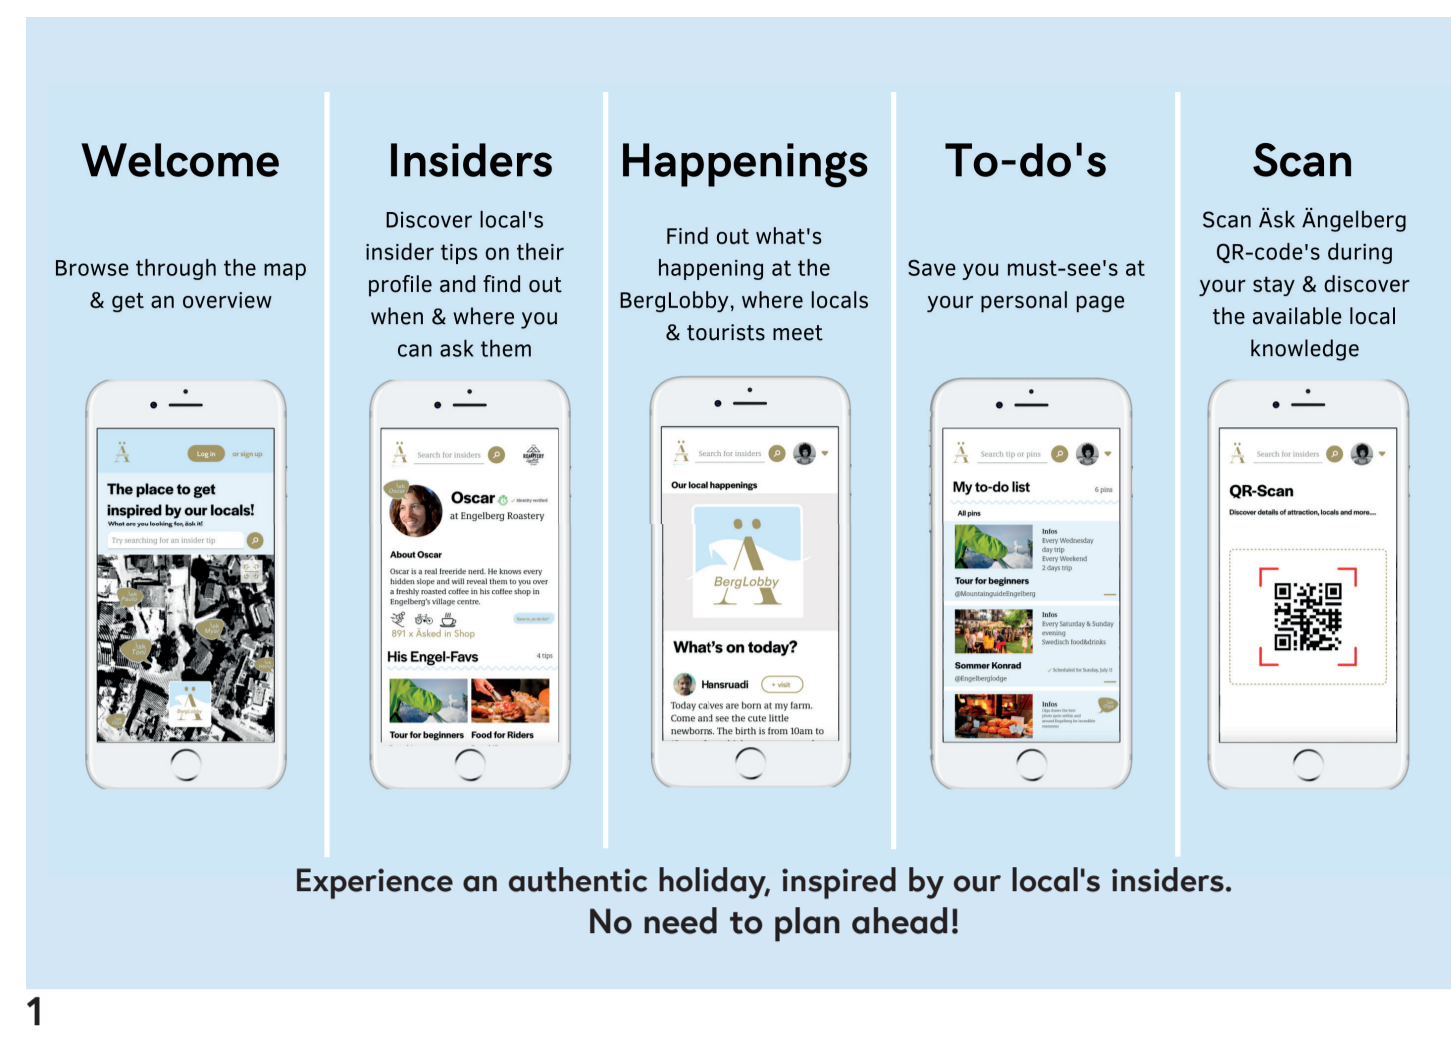 Welcome
Browse through the map
& get an overview
Ä
Log in
or sign up
The place to get
inspired by our locals!
What are you looking for, äsk it!
Try searching for an insider tip
BergLobby
Insiders
Discover local's
insider tips on their
profile and find out
when & where you
can ask them
Ä
Search for insiders
ROASTERY
Oscar
Identity verified
at Engelberg Roastery
About Oscar
Oscar is a real freeride nerd. He knows every
hidden slope and will reveal them to you over
a freshly roasted coffee in his coffee shop in
Engelberg's village centre.
891 x Äsked in Shop
His Engel-Favs
4 tips
Tour for beginners
Food for Riders
Happenings
Find out what's
happening at the
BergLobby, where locals
& tourists meet
Ä
Search for insiders
Our local happenings
Ä
BergLobby
What's on today?
Hansruadi
+ visit
Today calves are born at my farm.
Come and see the cute little
newborns. The birth is from 10am to
To-do's
Save you must-see's at
your personal page
Ä
Search tip or pins
My to-do list
6 pins
All pins
Infos
Every Wednesday
day trip
Every Weekend
2 days trip
Tour for beginners
@MountainguideEngelberg
Infos
Every Saturday & Sunday
evening
Swedisch food&drinks
Sommer Konrad
Scheduled for Sunday, July 11
@Engelberglodge
Infos
Scan
Scan Äsk Ängelberg
QR-code's during
your stay & discover
the available local
knowledge
Ä
Search for insiders
QR-Scan
Discover details of attraction, locals and more....
Experience an authentic holiday, inspired by our local's insiders.
No need to plan ahead!
1